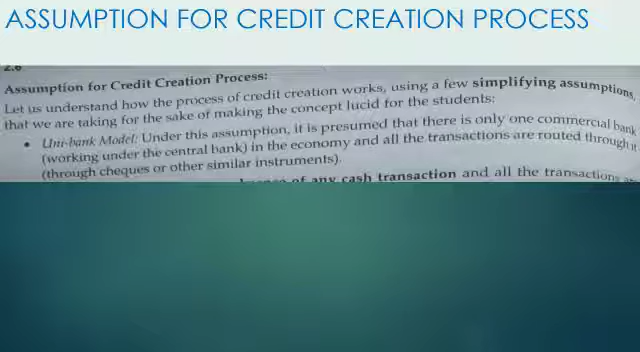 ASSUMPTION FOR CREDIT CREATION PROCESS
2.6
Assumption for Credit Creation Process:
Let us understand how the process of credit creation works, using a few simplifying assumptions,
that we are taking for the sake of making the concept lucid for the students:
• Uni-bank Model: Under this assumption, it is presumed that there is only one commercial bank
(working under the central bank) in the economy and all the transactions are routed through it
(through cheques or other similar instruments).
of any cash transaction and all the transactions